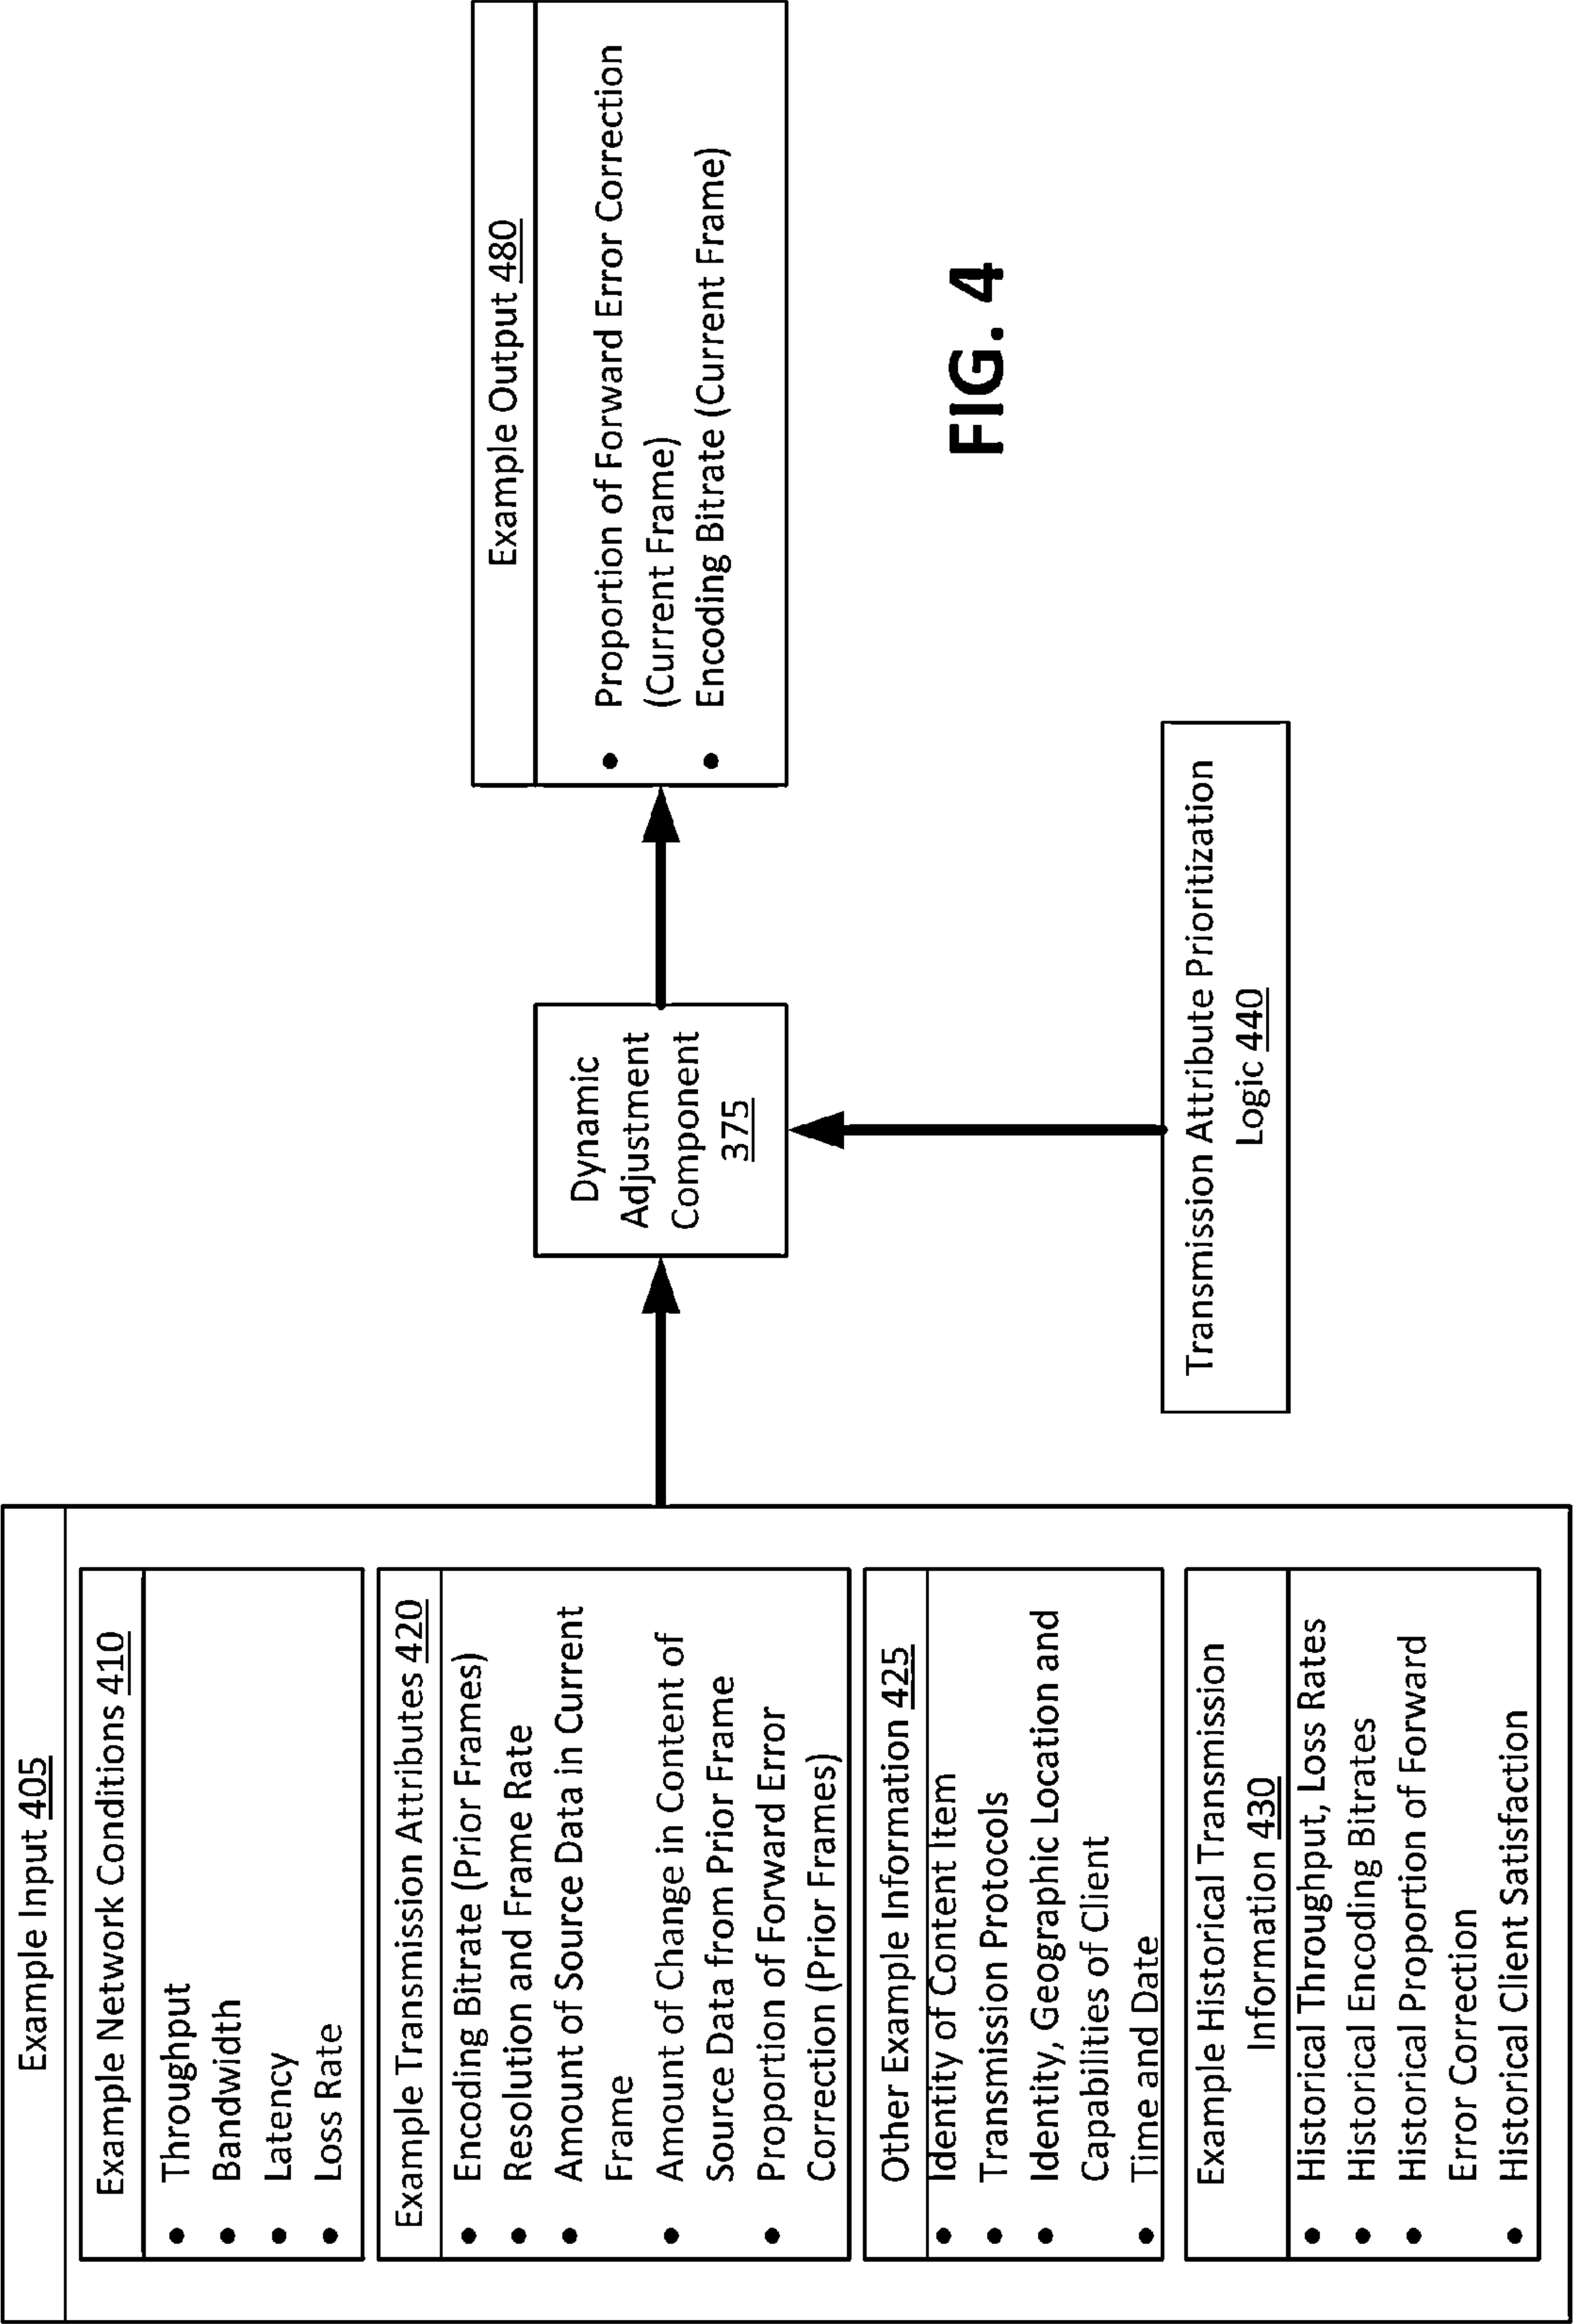 Example Input 405
Example Network Conditions 410
• Throughput
• Bandwidth
• Latency
• Loss Rate
Example Transmission Attributes 420
• Encoding Bitrate (Prior Frames)
• Resolution and Frame Rate
• Amount of Source Data in Current
Frame
• Amount of Change in Content of
Source Data from Prior Frame
• Proportion of Forward Error
Correction (Prior Frames)
Other Example Information 425
• Identity of Content Item
• Transmission Protocols
• Identity, Geographic Location and
Capabilities of Client
• Time and Date
Example Historical Transmission
Information 430
• Historical Throughput, Loss Rates
• Historical Encoding Bitrates
• Historical Proportion of Forward
Error Correction
• Historical Client Satisfaction
Dynamic
Adjustment
Component
375
Transmission Attribute Prioritization
Logic 440
Example Output 480
• Proportion of Forward Error Correction
(Current Frame)
• Encoding Bitrate (Current Frame)
FIG. 4